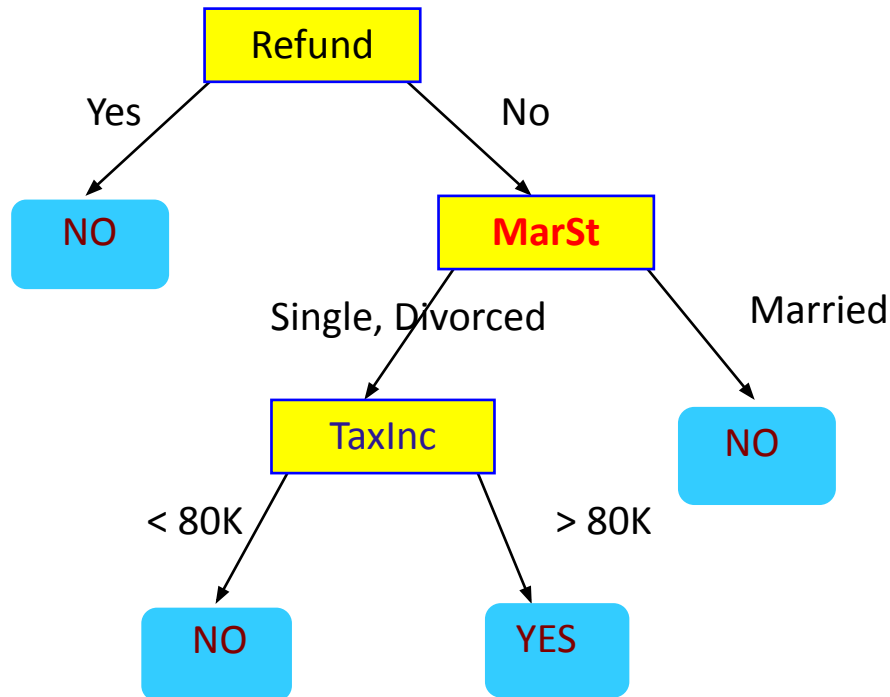 Refund
Yes
No
NO
MarSt
Single, Divorced
Married
TaxInc
NO
< 80K
> 80K
NO
YES